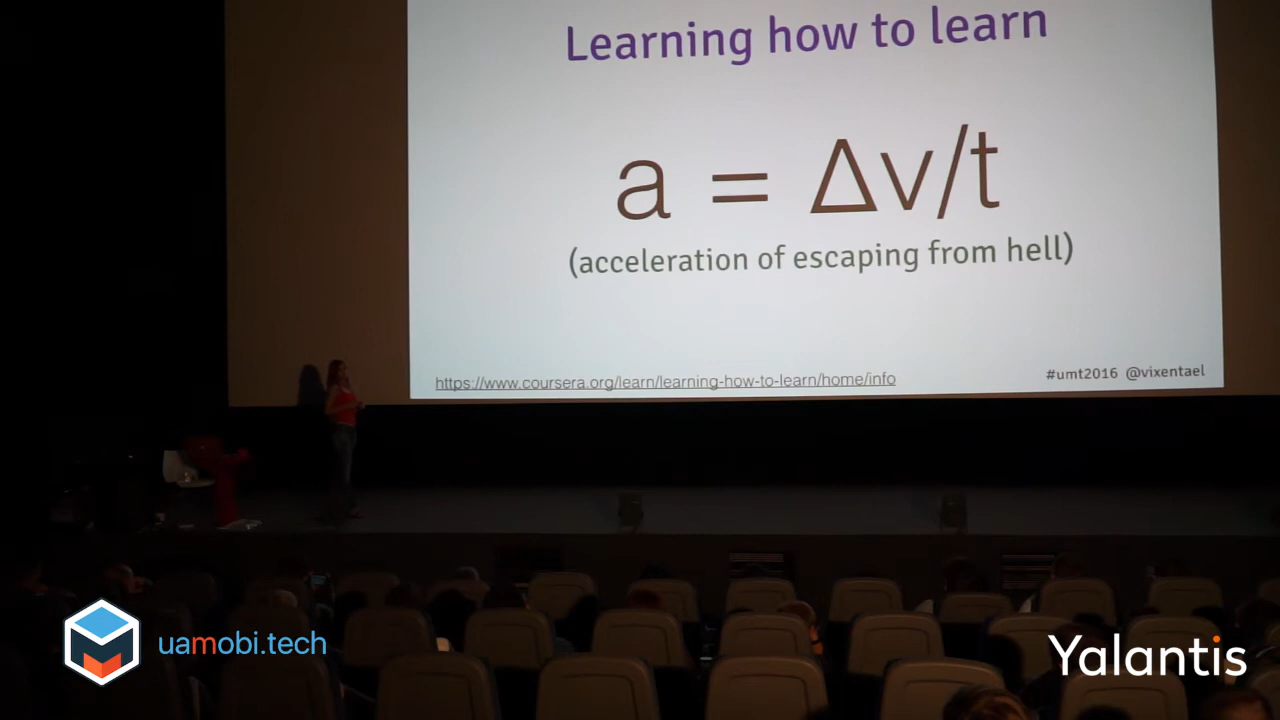 Learning how to learn
a = Δv/t
(acceleration of escaping from hell)
https://www.coursera.org/learn/learning-how-to-learn/home/info
#umt2016 @vixentael
uamobi.tech
Yalantis